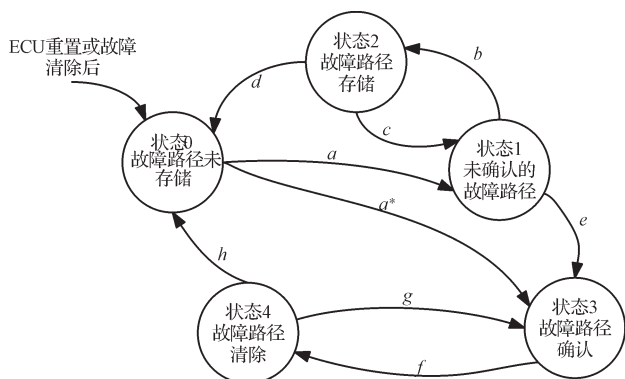 ECU重置或故障
清除后
状态2
故障路径
存储
b
d
c
状态0
故障路径未
存储
a
状态1
未确认的
故障路径
a*
e
h
状态4
故障路径
清除
g
状态3
故障路径
确认
f